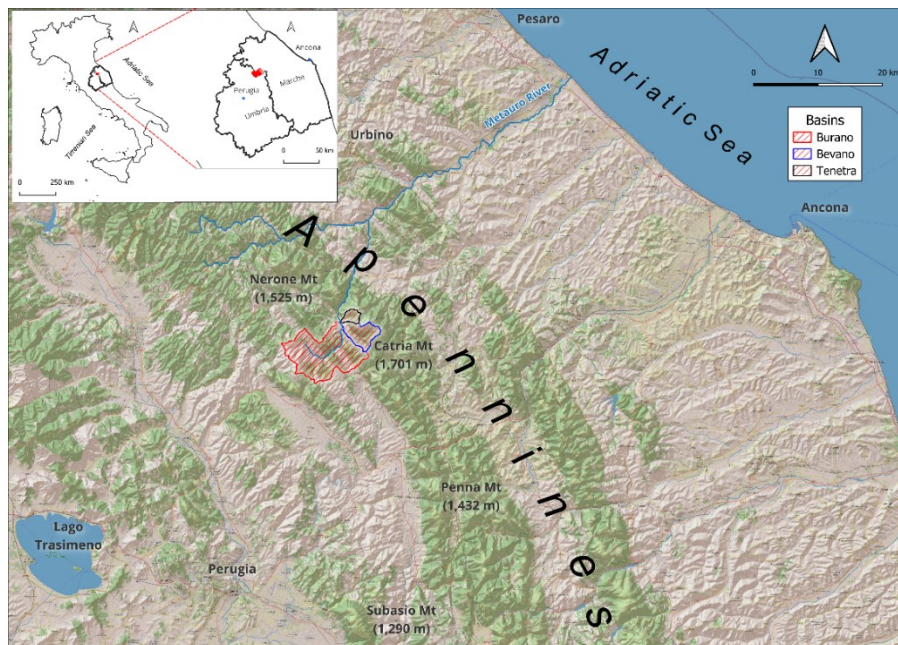 Pesaro
Adriatic Sea
0 10 20 km
Basins
Burano
Bevano
Tenetra
Ancona
Metauro River
Urbino
Apennines
Nerone Mt
(1,525 m)
Catria Mt
(1,701 m)
Penna Mt
(1,432 m)
Lago
Trasimeno
Perugia
Subasio Mt
(1,290 m)
Adriatic Sea
Tirrenian Sea
0 250 km
Ancona
Marche
Perugia
Umbria
0 50 km